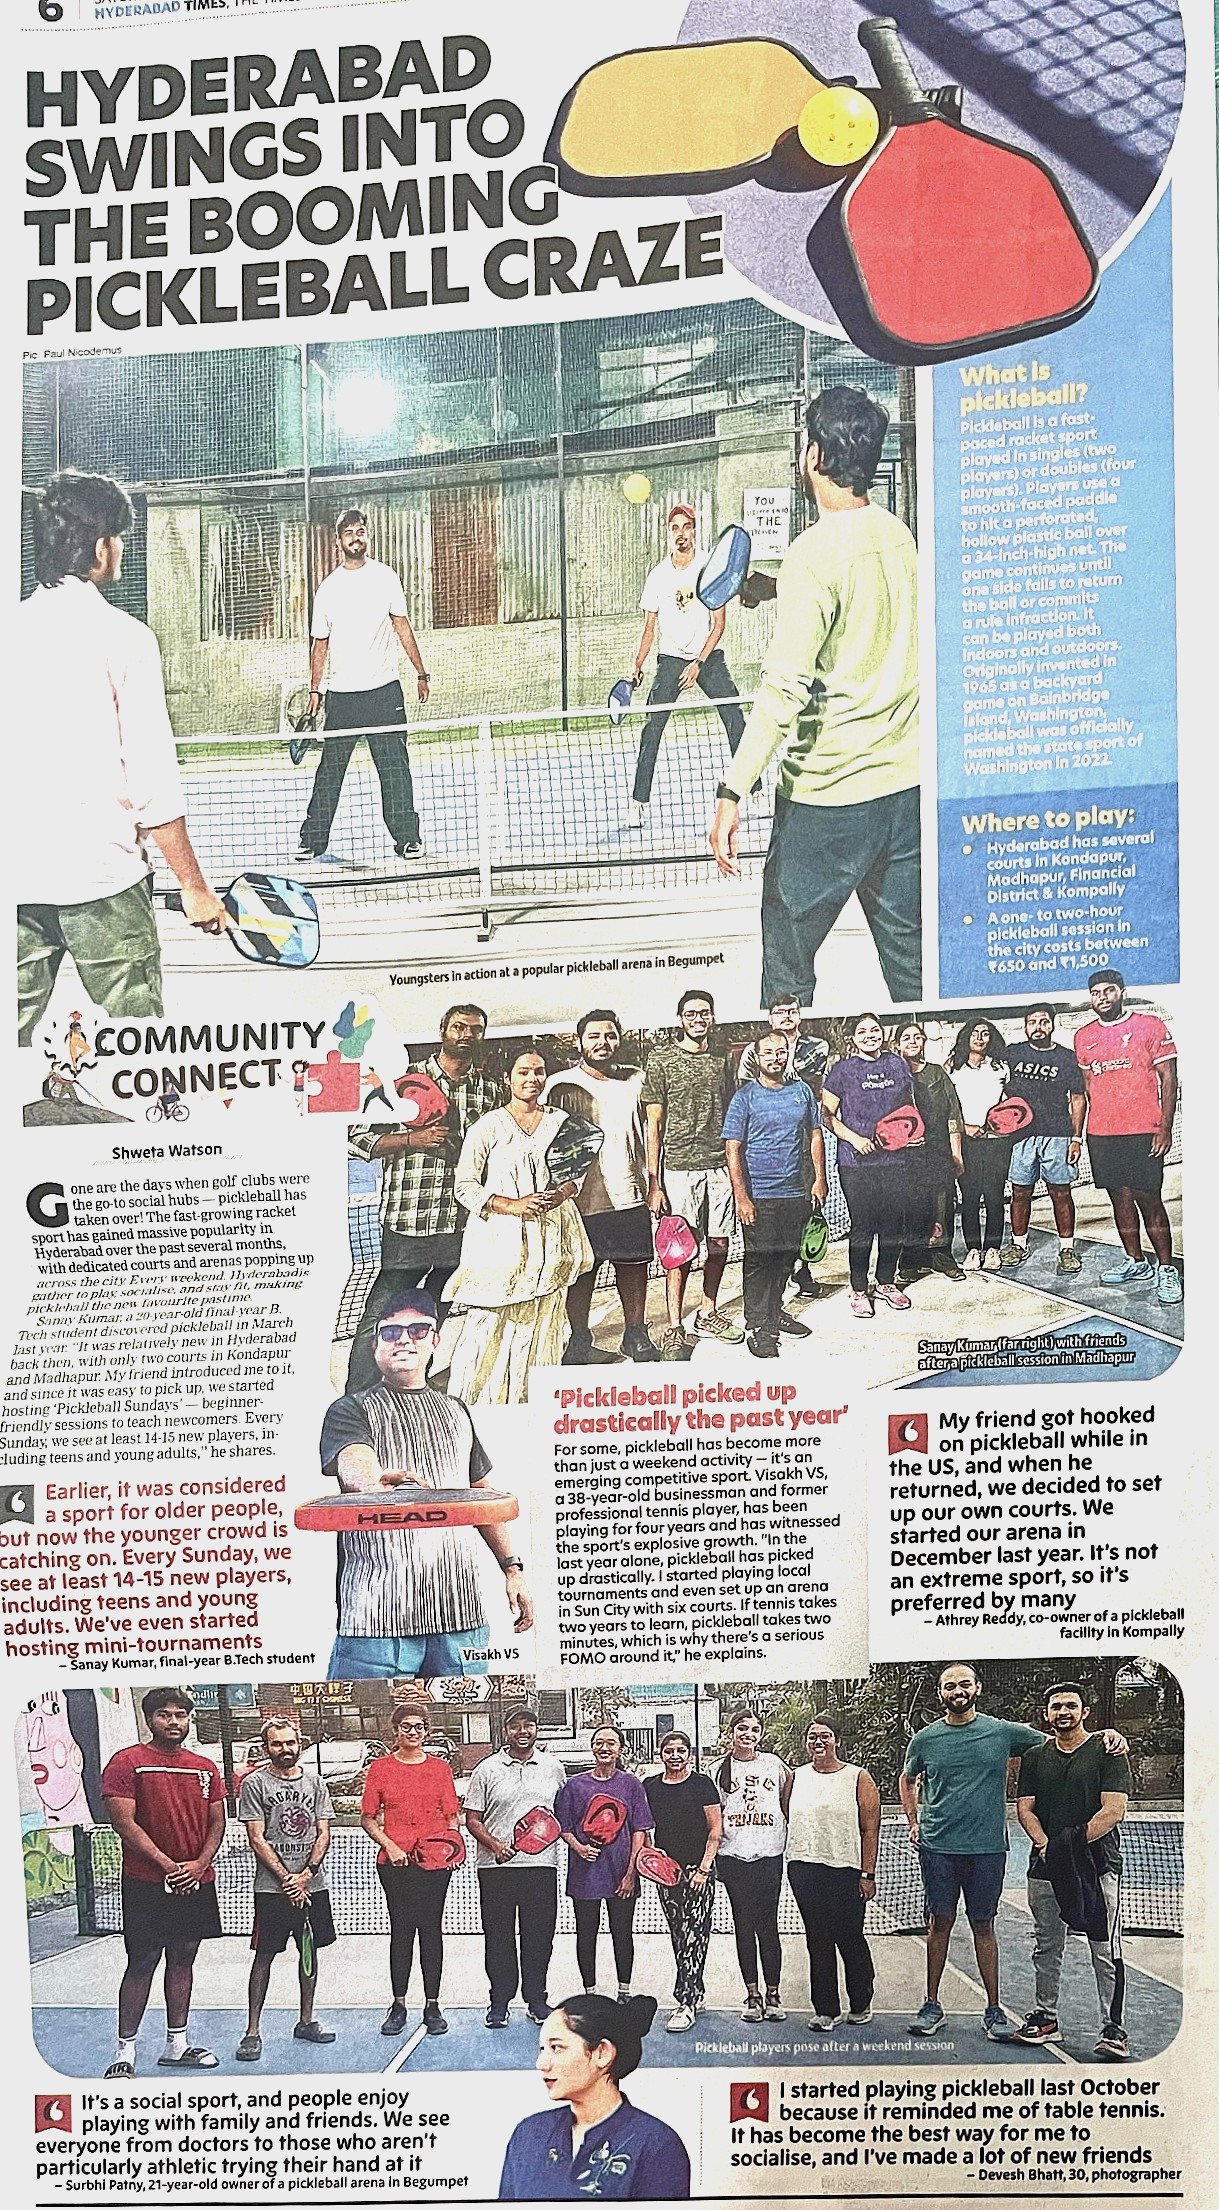 6
HYDERABAD TIMES,
HYDERABAD
SWINGS INTO
THE BOOMING
PICKLEBALL CRAZE
Pic: Paul Nicodemus
YOU
THE
Youngsters in action at a popular pickleball arena in Begumpet
What is
pickleball?
Pickleball is a fast-
paced racket sport
played in singles (two
players) or doubles (four
players). Players use a
smooth-faced paddle
to hit a perforated,
hollow plastic ball over
a 34-inch-high net. The
game continues until
one side fails to return
the ball or commits
a rule infraction. It
can be played both
indoors and outdoors.
Originally invented in
1965 as a backyard
game on Bainbridge
Island, Washington,
pickleball was officially
named the state sport of
Washington in 2022.
Where to play:
● Hyderabad has several
courts in Kondapur,
Madhapur, Financial
District & Kompally
● A one- to two-hour
pickleball session in
the city costs between
₹650 and ₹1,500
COMMUNITY
CONNECT
Shweta Watson
Gone are the days when golf clubs were
the go-to social hubs — pickleball has
taken over! The fast-growing racket
sport has gained massive popularity in
Hyderabad over the past several months,
with dedicated courts and arenas popping up
across the city. Every weekend, Hyderabadis
gather to play, socialise, and stay fit, making
pickleball the new favourite pastime.
Sanay Kumar, a 20-year-old final-year B.
Tech student discovered pickleball in March
last year. "It was relatively new in Hyderabad
back then, with only two courts in Kondapur
and Madhapur. My friend introduced me to it,
and since it was easy to pick up, we started
hosting 'Pickleball Sundays' — beginner-
friendly sessions to teach newcomers. Every
Sunday, we see at least 14-15 new players, in-
cluding teens and young adults," he shares.
ASICS
Sanay Kumar (far right) with friends
after a pickleball session in Madhapur
Earlier, it was considered
a sport for older people,
but now the younger crowd is
catching on. Every Sunday, we
see at least 14-15 new players,
including teens and young
adults. We've even started
hosting mini-tournaments
– Sanay Kumar, final-year B.Tech student
HEAD
Visakh VS
'Pickleball picked up
drastically the past year'
For some, pickleball has become more
than just a weekend activity — it's an
emerging competitive sport. Visakh VS,
a 38-year-old businessman and former
professional tennis player, has been
playing for four years and has witnessed
the sport's explosive growth. "In the
last year alone, pickleball has picked
up drastically. I started playing local
tournaments and even set up an arena
in Sun City with six courts. If tennis takes
two years to learn, pickleball takes two
minutes, which is why there's a serious
FOMO around it," he explains.
My friend got hooked
on pickleball while in
the US, and when he
returned, we decided to set
up our own courts. We
started our arena in
December last year. It's not
an extreme sport, so it's
preferred by many
– Athrey Reddy, co-owner of a pickleball
facility in Kompally
USC
TROJANS
Pickleball players pose after a weekend session
It's a social sport, and people enjoy
playing with family and friends. We see
everyone from doctors to those who aren't
particularly athletic trying their hand at it
– Surbhi Patny, 21-year-old owner of a pickleball arena in Begumpet
I started playing pickleball last October
because it reminded me of table tennis.
It has become the best way for me to
socialise, and I've made a lot of new friends
– Devesh Bhatt, 30, photographer